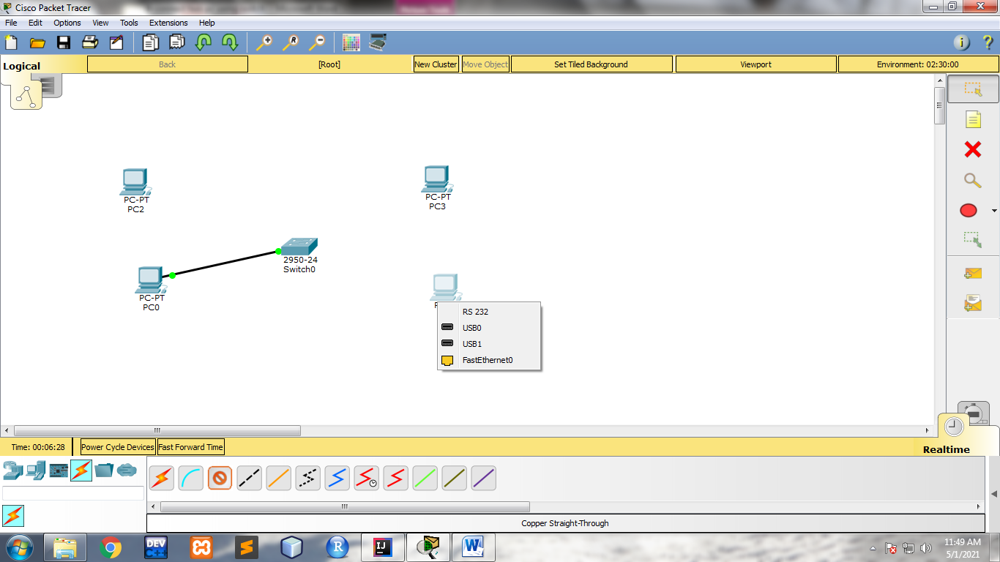 Cisco Packet Tracer
File Edit Options View Tools Extensions Help
Logical
Back
[Root]
New Cluster
Move Object
Set Tiled Background
Viewport
Environment: 02:30:00
PC-PT
PC2
PC-PT
PC3
2950-24
Switch0
PC-PT
PC0
RS 232
USB0
USB1
FastEthernet0
Time: 00:06:28
Power Cycle Devices
Fast Forward Time
Realtime
Copper Straight-Through
DEV
C++
R
IJ
W
11:49 AM
5/1/2021